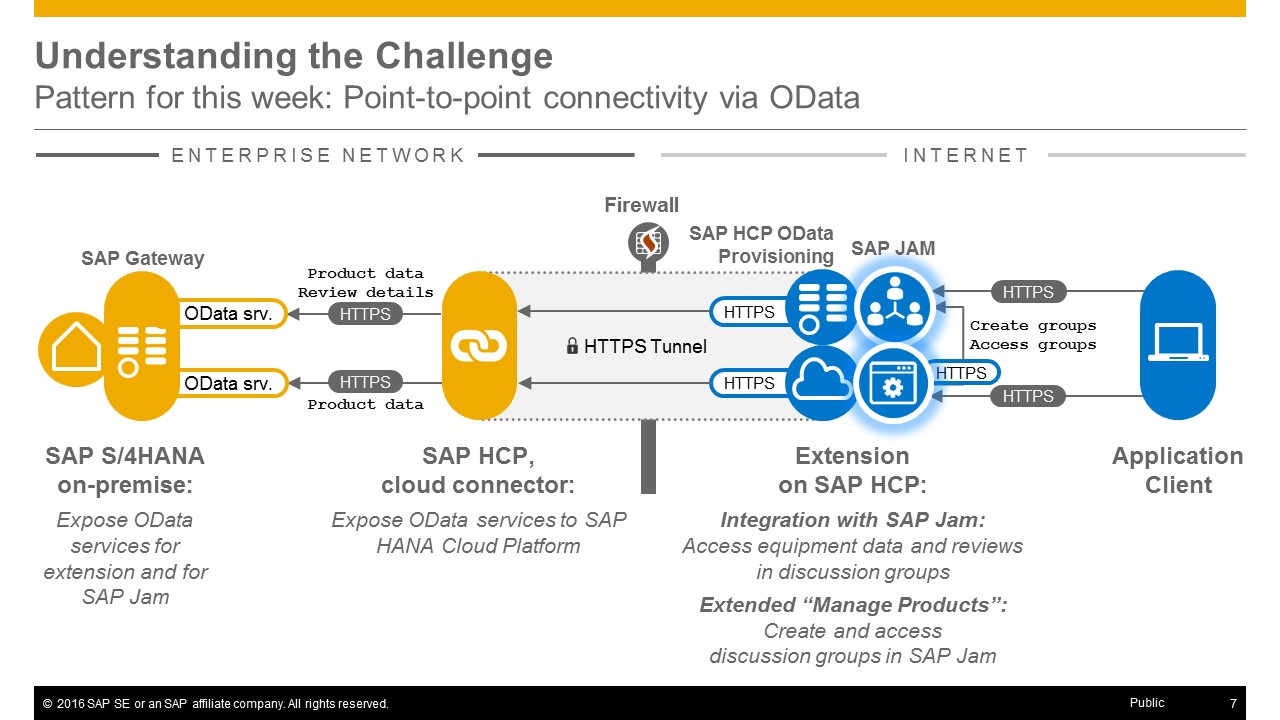 Understanding the Challenge
Pattern for this week: Point-to-point connectivity via OData
ENTERPRISE NETWORK
INTERNET
Firewall
SAP Gateway
Product data
Review details
OData srv.
HTTPS
OData srv.
HTTPS
Product data
SAP HCP OData
Provisioning
SAP JAM
HTTPS
HTTPS Tunnel
HTTPS
HTTPS
Create groups
Access groups
HTTPS
HTTPS
SAP S/4HANA
on-premise:
Expose OData
services for
extension and for
SAP Jam
SAP HCP,
cloud connector:
Expose OData services to SAP
HANA Cloud Platform
Extension
on SAP HCP:
Integration with SAP Jam:
Access equipment data and reviews
in discussion groups
Extended “Manage Products”:
Create and access
discussion groups in SAP Jam
Application
Client
© 2016 SAP SE or an SAP affiliate company. All rights reserved.
Public
7